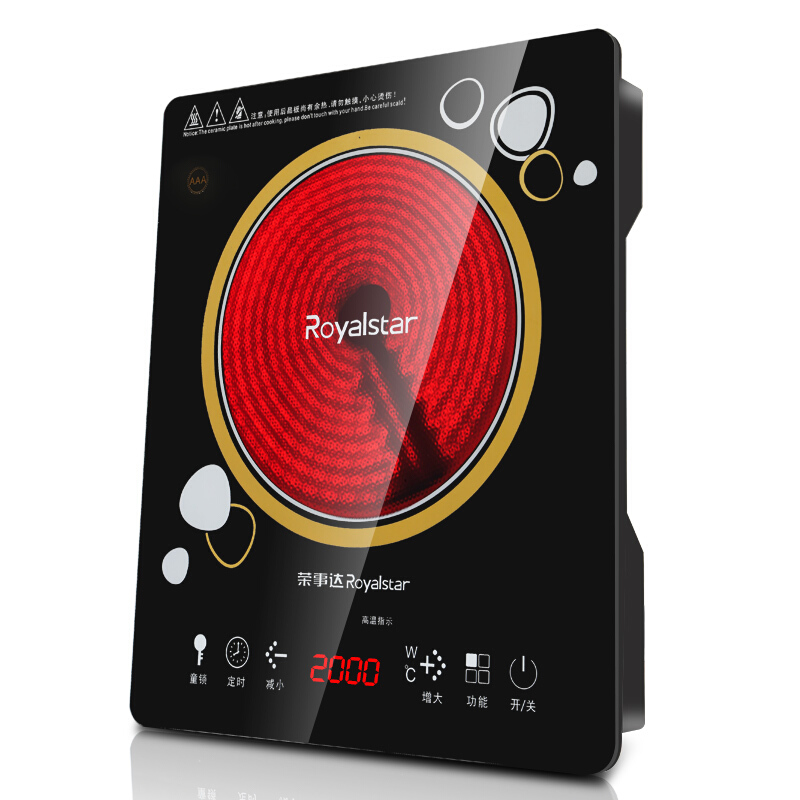 注意:使用后晶板尚有余热,请勿触摸,小心烫伤!
Notice:The ceramic plate is hot after cooking, please don't touch with your hand.Be careful scald!
AAA
Royalstar
荣事达Royalstar
高温指示
2000
W
°C
童锁 定时 减小 增大 功能 开/关